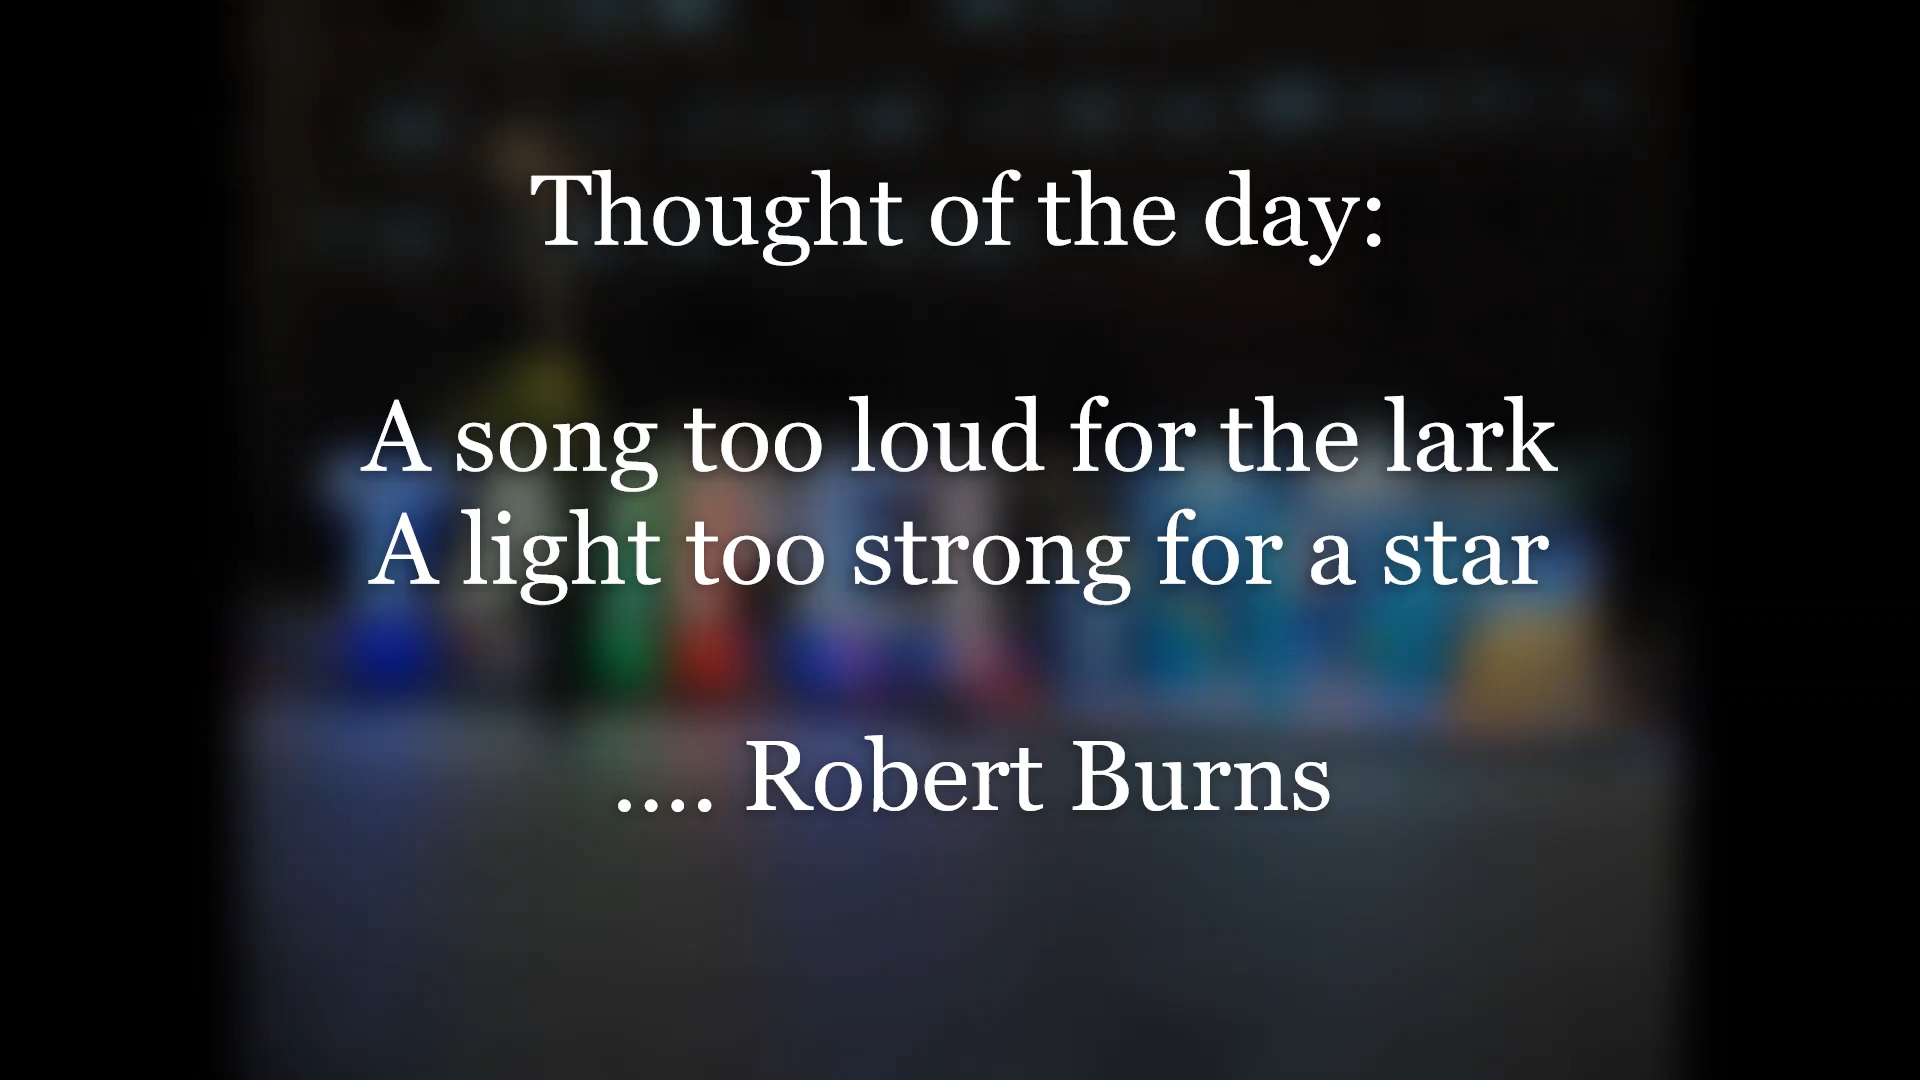 Thought of the day:
A song too loud for the lark
A light too strong for a star
.... Robert Burns